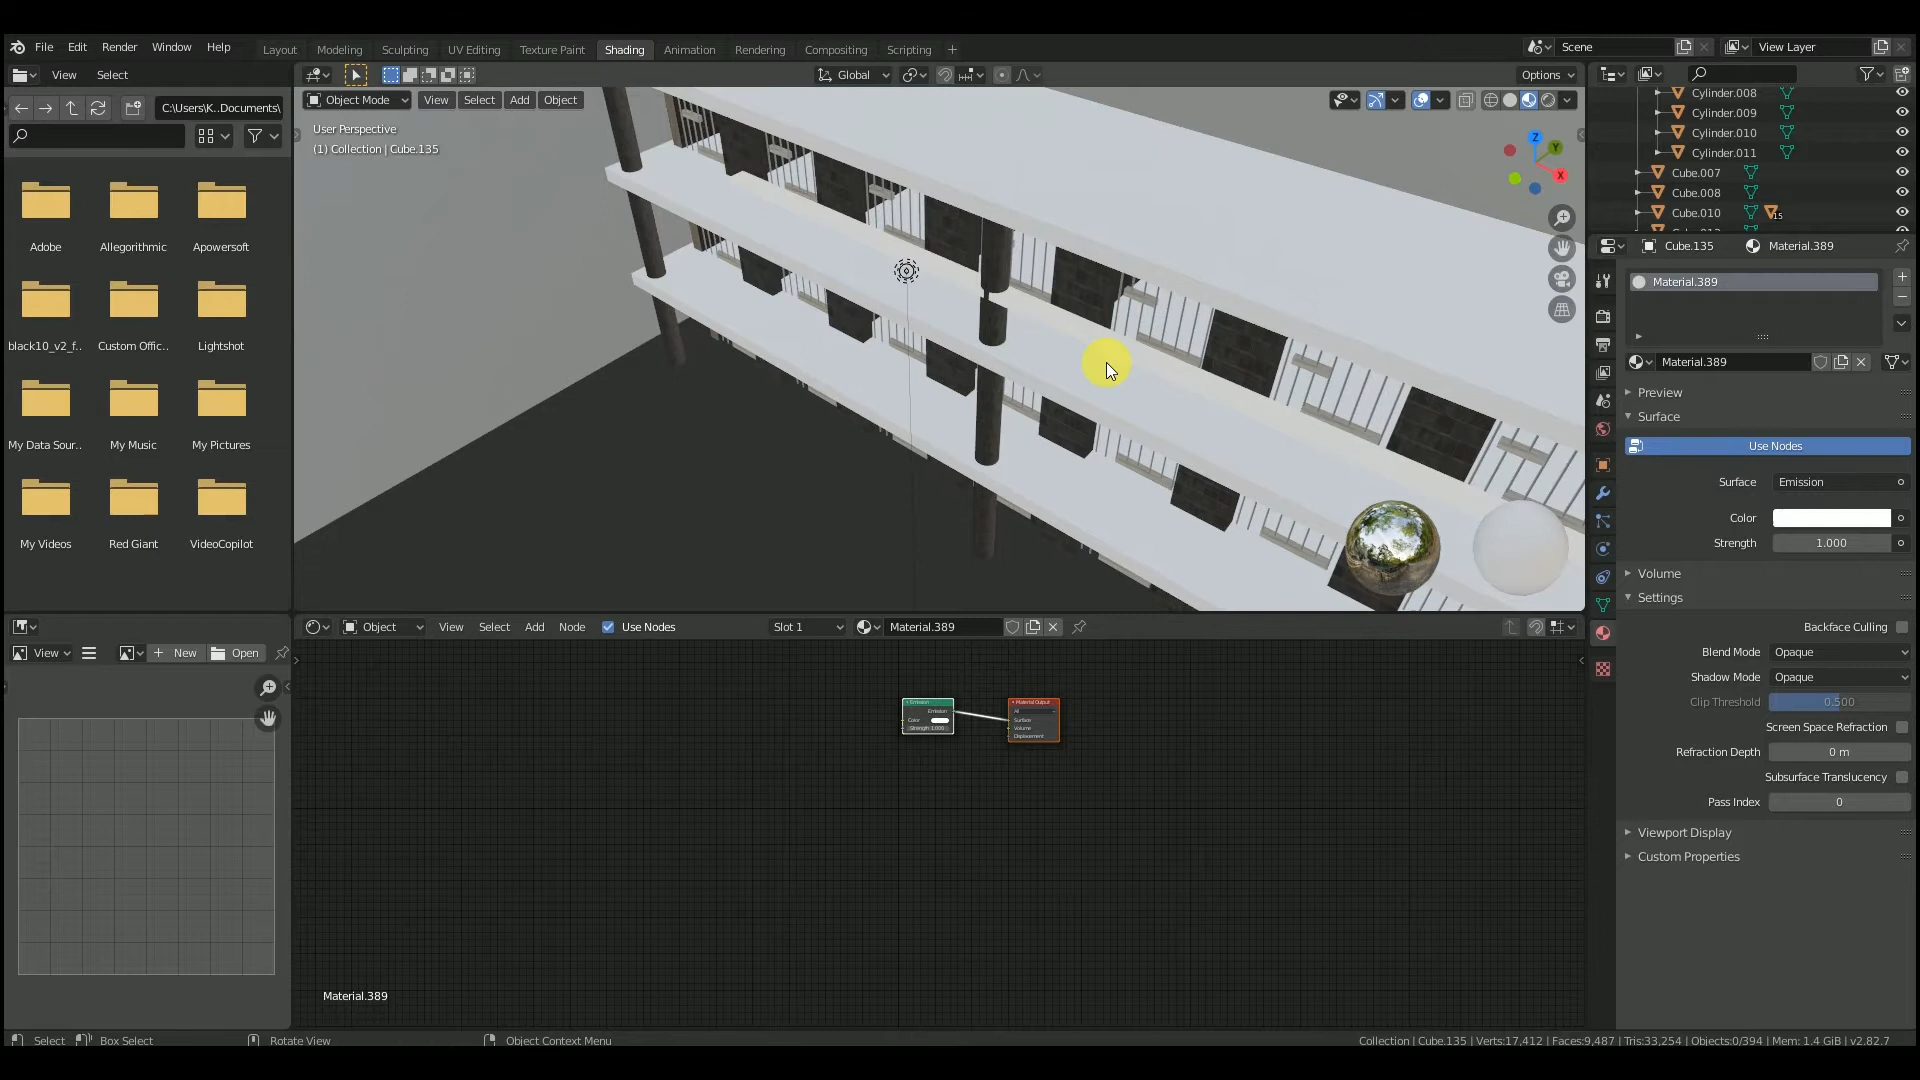 File Edit Render Window Help
Layout Modeling Sculpting UV Editing Texture Paint Shading Animation Rendering Compositing Scripting
Scene View Layer
View Select
Global
Options
C:\Users\K..Documents\
Object Mode View Select Add Object
User Perspective
(1) Collection | Cube.135
Z
Y
X
Cylinder.008
Cylinder.009
Cylinder.010
Cylinder.011
Cube.007
Cube.008
Cube.010 15
Cube.135 Material.389
Material.389
Material.389
Preview
Surface
Use Nodes
Surface Emission
Color
Strength 1.000
Volume
Settings
Backface Culling
Blend Mode Opaque
Shadow Mode Opaque
Clip Threshold 0.500
Screen Space Refraction
Refraction Depth 0 m
Subsurface Translucency
Pass Index 0
Viewport Display
Custom Properties
Adobe Allegorithmic Apowersoft
black10_v2_f.. Custom Offic.. Lightshot
My Data Sour.. My Music My Pictures
My Videos Red Giant VideoCopilot
Object View Select Add Node Use Nodes Slot 1 Material.389
View New Open
Emission
Emission
Color
Strength 1.000
Material Output
All
Surface
Volume
Displacement
Material.389
Select Box Select Rotate View Object Context Menu
Collection | Cube.135 | Verts:17,412 | Faces:9,487 | Tris:33,254 | Objects:0/394 | Mem: 1.4 GiB | v2.82.7